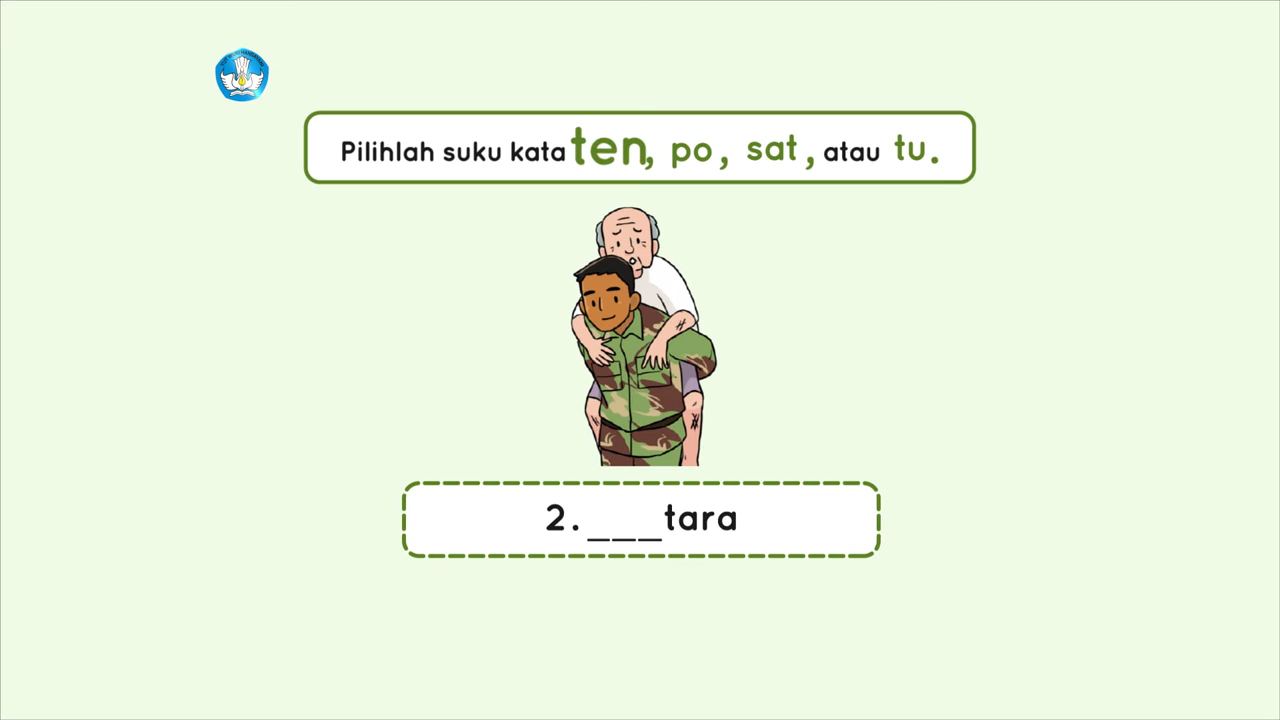 Pilihlah suku kata ten, po, sat, atau tu.
2. ___tara